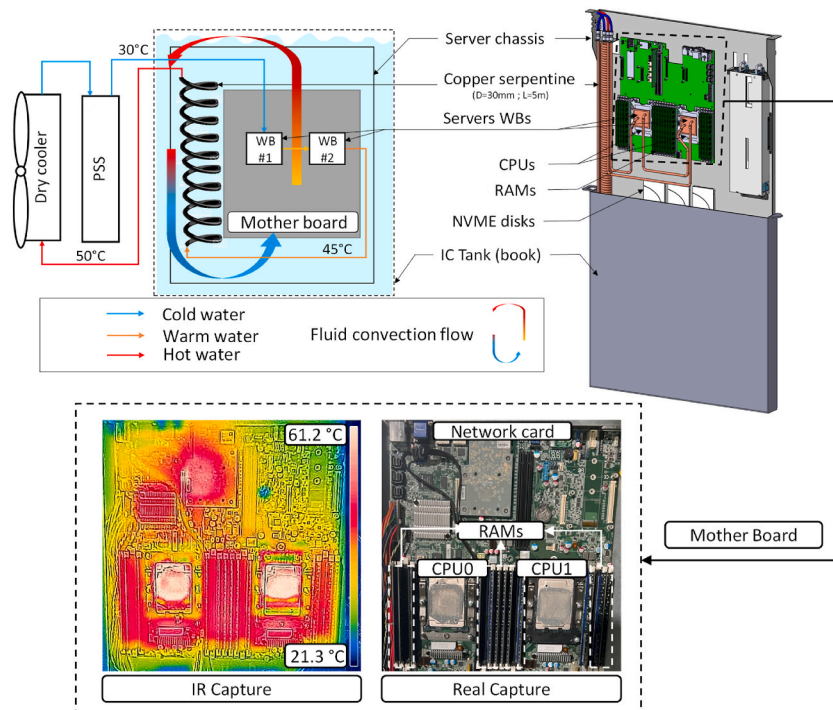 30°C
Dry cooler
PSS
50°C
WB
#1
WB
#2
Mother board
45°C
Server chassis
Copper serpentine
(D=30mm ; L=5m)
Servers WBs
CPUs
RAMs
NVME disks
IC Tank (book)
Cold water
Warm water
Hot water
Fluid convection flow
61.2 °C
21.3 °C
IR Capture
Network card
RAMs
CPU0
CPU1
Real Capture
Mother Board